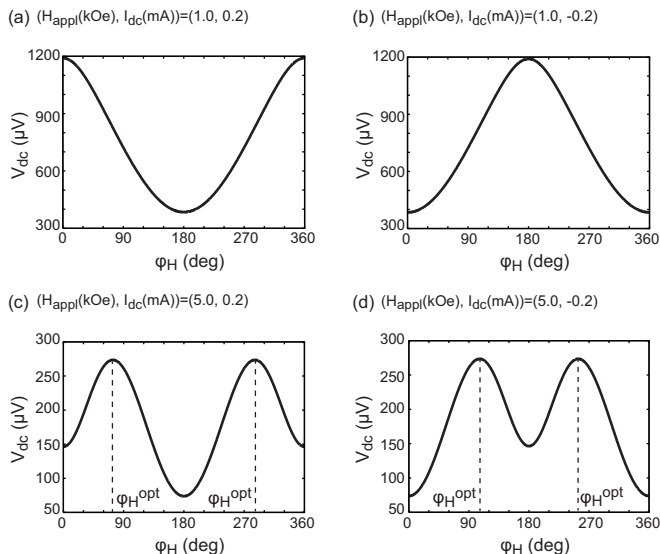 (a) (H_appl(kOe), I_dc(mA))=(1.0, 0.2)
1200
900
600
300
V_dc (μV)
0 90 180 270 360
φ_H (deg)
(b) (H_appl(kOe), I_dc(mA))=(1.0, -0.2)
1200
900
600
300
V_dc (μV)
0 90 180 270 360
φ_H (deg)
(c) (H_appl(kOe), I_dc(mA))=(5.0, 0.2)
300
250
200
150
100
50
V_dc (μV)
φ_H^opt φ_H^opt
0 90 180 270 360
φ_H (deg)
(d) (H_appl(kOe), I_dc(mA))=(5.0, -0.2)
300
250
200
150
100
50
V_dc (μV)
φ_H^opt φ_H^opt
0 90 180 270 360
φ_H (deg)